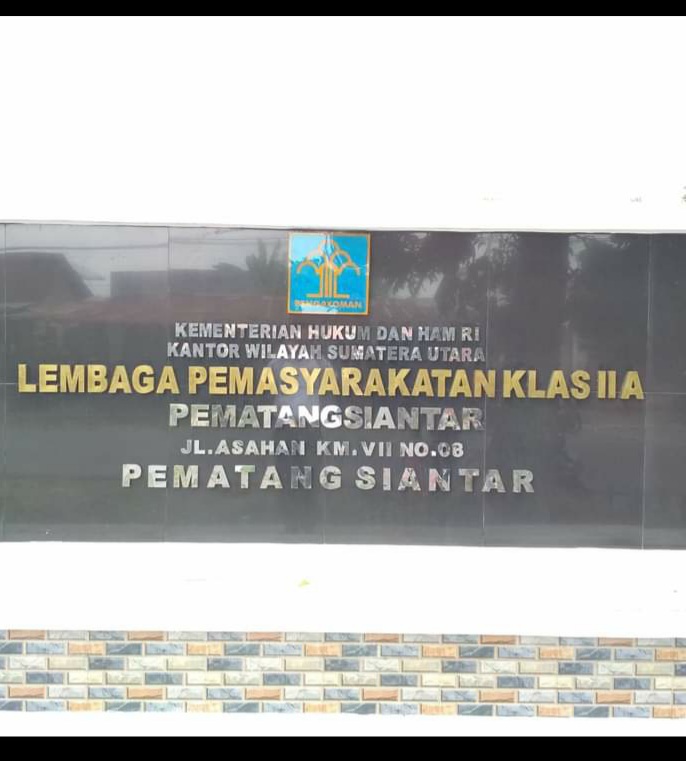 PENGAYOMAN
KEMENTERIAN HUKUM DAN HAM RI
KANTOR WILAYAH SUMATERA UTARA
LEMBAGA PEMASYARAKATAN KLAS IIA
PEMATANGSIANTAR
JL.ASAHAN KM.VII NO.08
PEMATANG SIANTAR